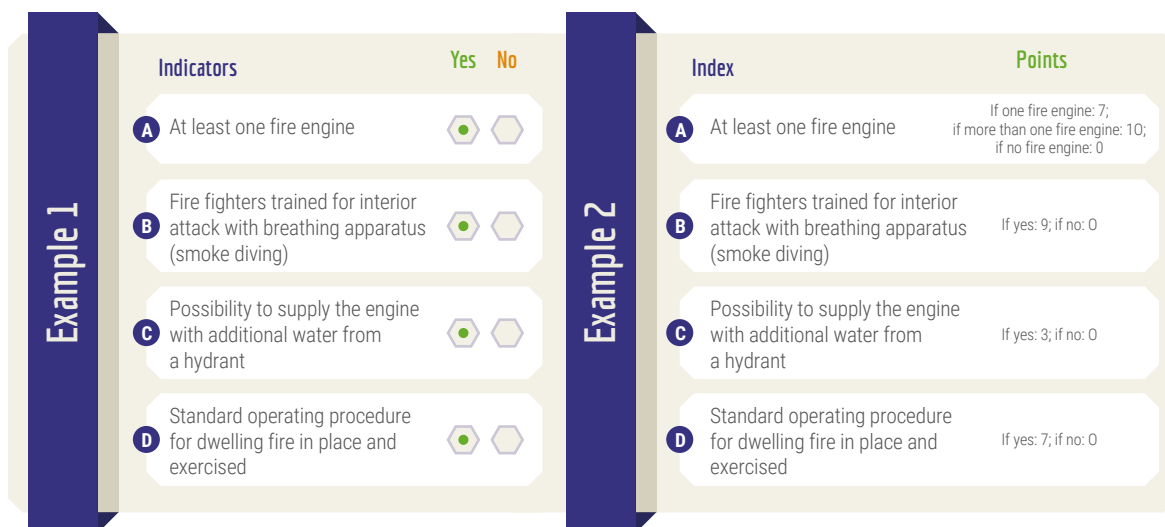 Example 1
Indicators
Yes
No
A
At least one fire engine
B
Fire fighters trained for interior
attack with breathing apparatus
(smoke diving)
C
Possibility to supply the engine
with additional water from
a hydrant
D
Standard operating procedure
for dwelling fire in place and
exercised
Example 2
Index
Points
A
At least one fire engine
If one fire engine: 7;
if more than one fire engine: 10;
if no fire engine: 0
B
Fire fighters trained for interior
attack with breathing apparatus
(smoke diving)
If yes: 9; if no: 0
C
Possibility to supply the engine
with additional water from
a hydrant
If yes: 3; if no: 0
D
Standard operating procedure
for dwelling fire in place and
exercised
If yes: 7; if no: 0